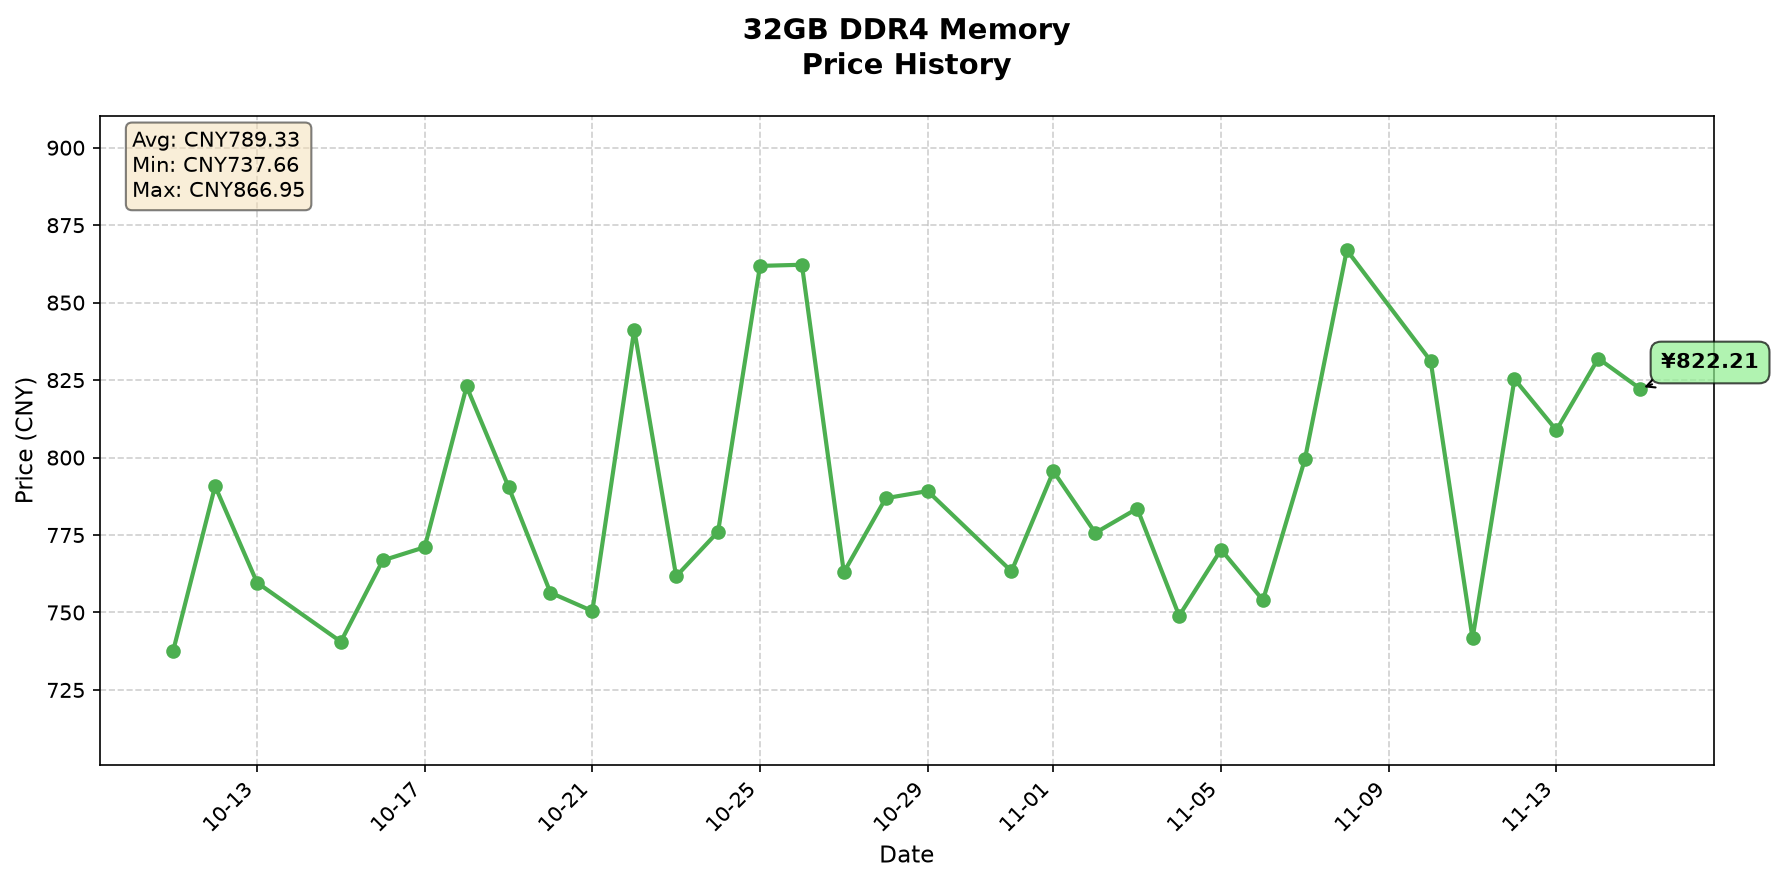 32GB DDR4 Memory
Price History
Avg: CNY789.33
Min: CNY737.66
Max: CNY866.95
900
875
850
825
800
775
750
725
Price (CNY)
¥822.21
10-13
10-17
10-21
10-25
10-29
11-01
11-05
11-09
11-13
Date